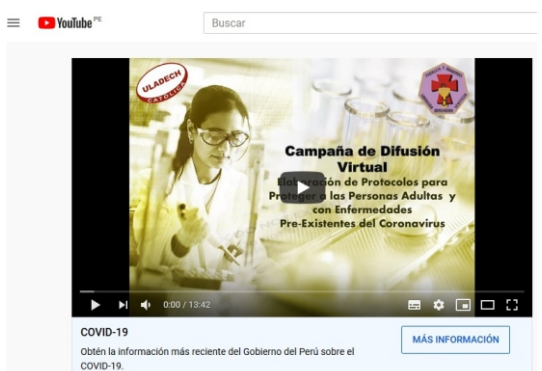 YouTube PE
Buscar
ULADECH
CATÓLICA
Campaña de Difusión
Virtual
Elaboración de Protocolos para
Proteger a las Personas Adultas y
con Enfermedades
Pre-Existentes del Coronavirus
0:00 / 13:42
COVID-19
MÁS INFORMACIÓN
Obtén la información más reciente del Gobierno del Perú sobre el
COVID-19.